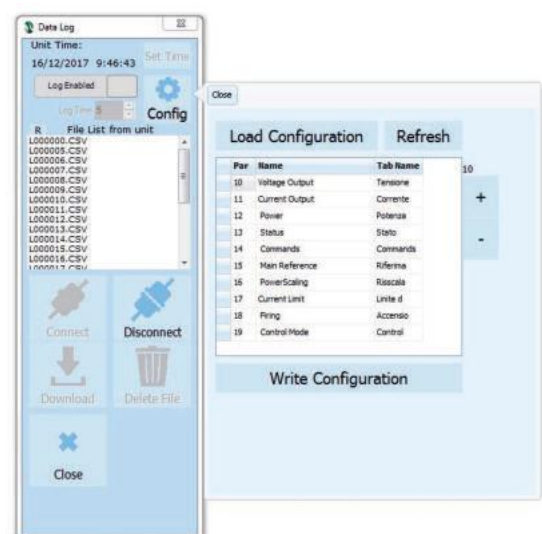 Data Log
Unit Time:
16/12/2017 9:46:43
Set Time
Log Enabled
Log Time 5
Config
R File List from unit
L000000.CSV
L000005.CSV
L000006.CSV
L000007.CSV
L000008.CSV
L000009.CSV
L000010.CSV
L000011.CSV
L000012.CSV
L000013.CSV
L000014.CSV
L000015.CSV
L000016.CSV
L000017.CSV
Connect Disconnect
Download Delete File
Close
Close
Load Configuration Refresh
Par Name Tab Name 10
10 Voltage Output Tensione
11 Current Output Corrente
12 Power Potenza
13 Status Stato
14 Commands Commands
15 Main Reference Riferima
16 PowerScaling Risscala
17 Current Limit Linite d
18 Firing Accensio
19 Control Mode Control
+
-
Write Configuration